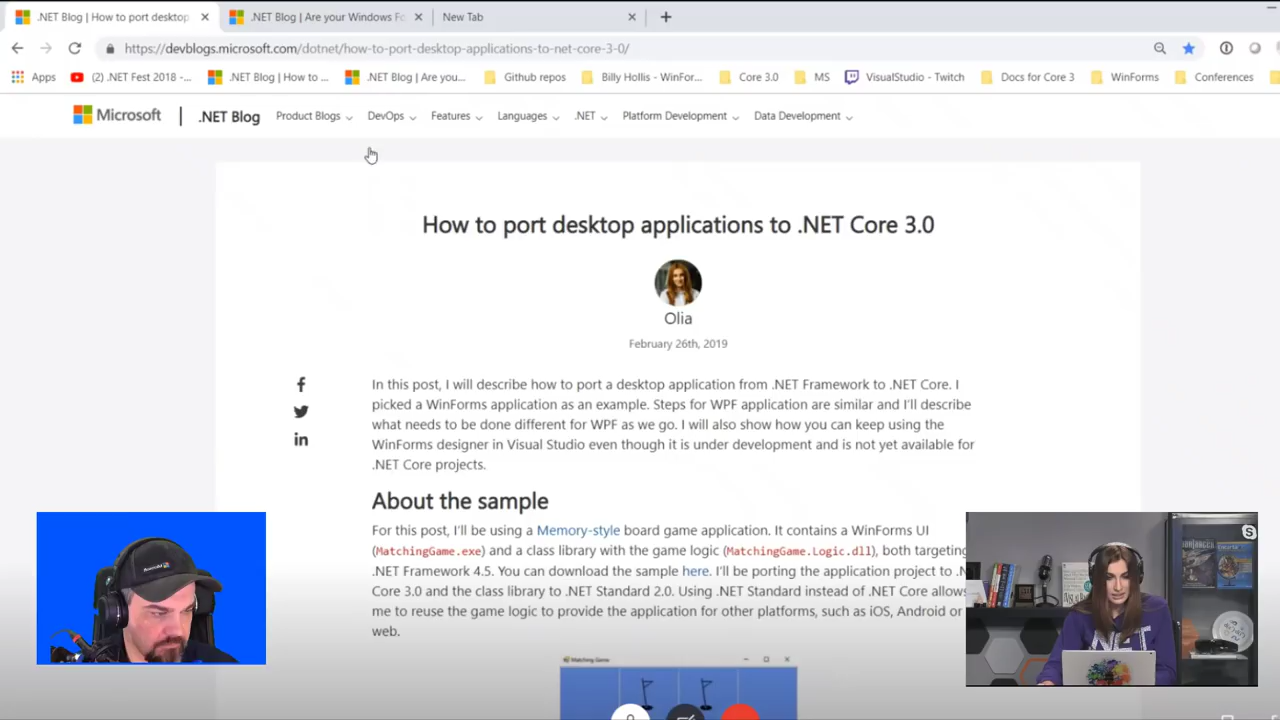 .NET Blog | How to port desktop
.NET Blog | Are your Windows Fo
New Tab
https://devblogs.microsoft.com/dotnet/how-to-port-desktop-applications-to-net-core-3-0/
Apps
(2) .NET Fest 2018 -...
.NET Blog | How to ...
.NET Blog | Are you...
Github repos
Billy Hollis - WinFor...
Core 3.0
MS
VisualStudio - Twitch
Docs for Core 3
WinForms
Conferences
Microsoft | .NET Blog
Product Blogs
DevOps
Features
Languages
.NET
Platform Development
Data Development
How to port desktop applications to .NET Core 3.0
Olia
February 26th, 2019
In this post, I will describe how to port a desktop application from .NET Framework to .NET Core. I
picked a WinForms application as an example. Steps for WPF application are similar and I'll describe
what needs to be done different for WPF as we go. I will also show how you can keep using the
WinForms designer in Visual Studio even though it is under development and is not yet available for
.NET Core projects.
About the sample
For this post, I'll be using a Memory-style board game application. It contains a WinForms UI
(MatchingGame.exe) and a class library with the game logic (MatchingGame.Logic.dll), both targeting
.NET Framework 4.5. You can download the sample here. I'll be porting the application project to .N
Core 3.0 and the class library to .NET Standard 2.0. Using .NET Standard instead of .NET Core allows
me to reuse the game logic to provide the application for other platforms, such as iOS, Android or
web.
Matching Game